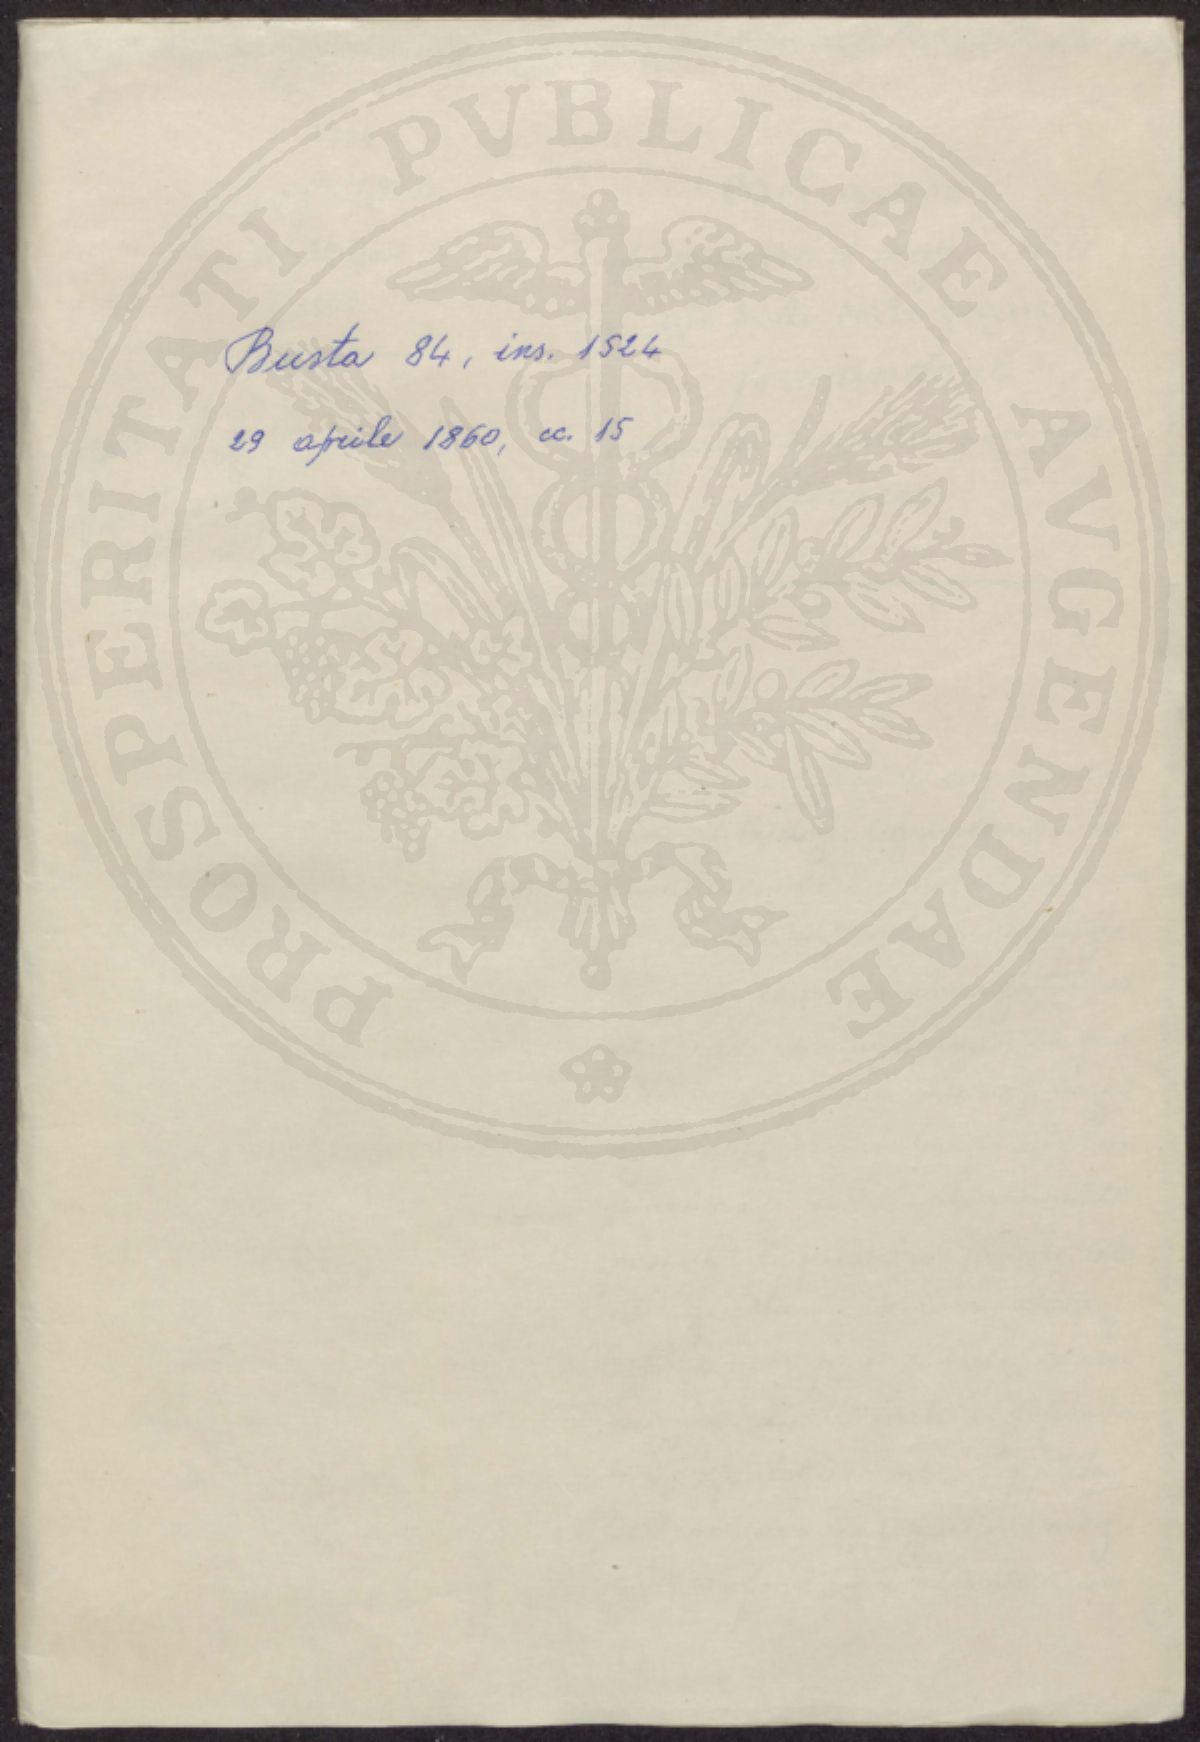 PROSPERITATI PVBLICAE AVGENDAE
Busta 84, ins. 1524
29 aprile 1860, cc. 15